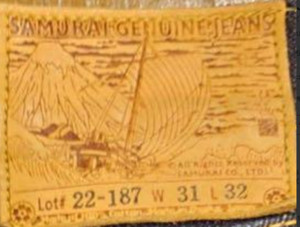 SAMURAI GENUINE JEANS
All Rights Reserved by
SAMURAI CO., LTD.
Lot# 22-187 W 31 L 32